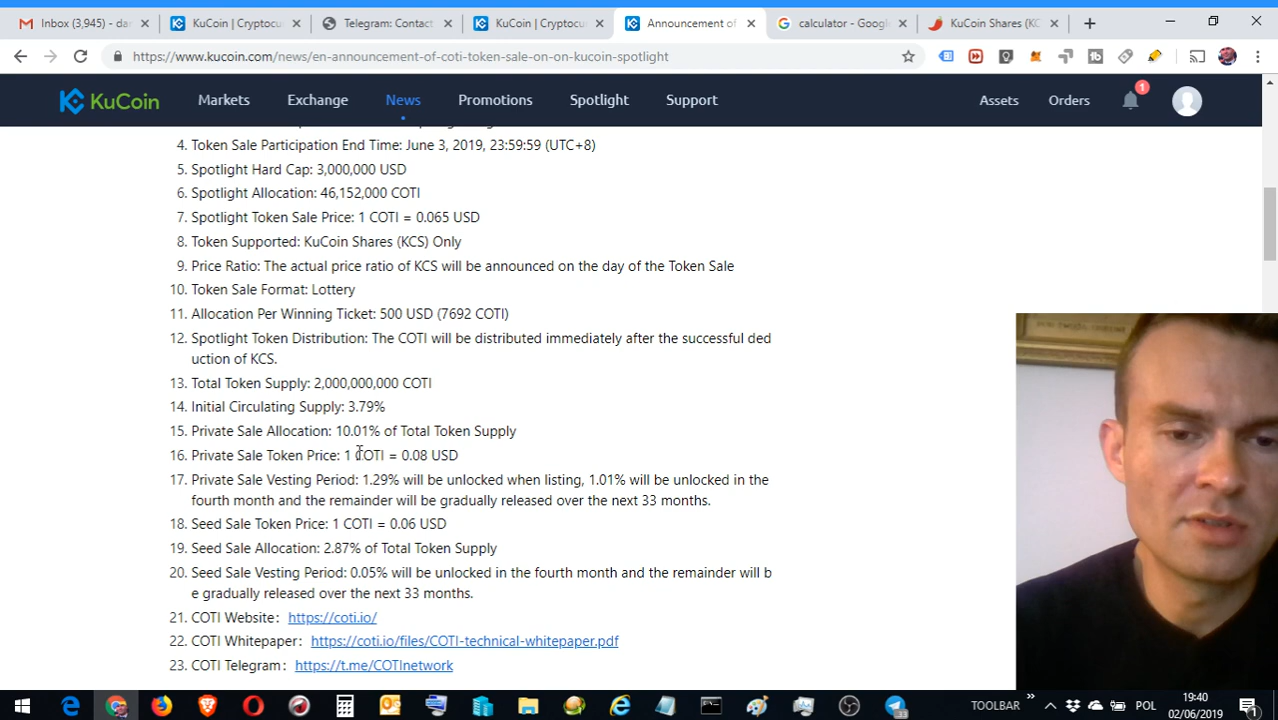 Inbox (3,945) - da
KuCoin | Cryptocu
Telegram: Contact
KuCoin | Cryptocu
Announcement of
calculator - Google
KuCoin Shares (KC
https://www.kucoin.com/news/en-announcement-of-coti-token-sale-on-on-kucoin-spotlight
KuCoin
Markets
Exchange
News
Promotions
Spotlight
Support
Assets
Orders
1
4. Token Sale Participation End Time: June 3, 2019, 23:59:59 (UTC+8)
5. Spotlight Hard Cap: 3,000,000 USD
6. Spotlight Allocation: 46,152,000 COTI
7. Spotlight Token Sale Price: 1 COTI = 0.065 USD
8. Token Supported: KuCoin Shares (KCS) Only
9. Price Ratio: The actual price ratio of KCS will be announced on the day of the Token Sale
10. Token Sale Format: Lottery
11. Allocation Per Winning Ticket: 500 USD (7692 COTI)
12. Spotlight Token Distribution: The COTI will be distributed immediately after the successful ded
uction of KCS.
13. Total Token Supply: 2,000,000,000 COTI
14. Initial Circulating Supply: 3.79%
15. Private Sale Allocation: 10.01% of Total Token Supply
16. Private Sale Token Price: 1 COTI = 0.08 USD
17. Private Sale Vesting Period: 1.29% will be unlocked when listing, 1.01% will be unlocked in the
fourth month and the remainder will be gradually released over the next 33 months.
18. Seed Sale Token Price: 1 COTI = 0.06 USD
19. Seed Sale Allocation: 2.87% of Total Token Supply
20. Seed Sale Vesting Period: 0.05% will be unlocked in the fourth month and the remainder will b
e gradually released over the next 33 months.
21. COTI Website: https://coti.io/
22. COTI Whitepaper: https://coti.io/files/COTI-technical-whitepaper.pdf
23. COTI Telegram: https://t.me/COTInetwork
TOOLBAR
POL
19:40
02/06/2019